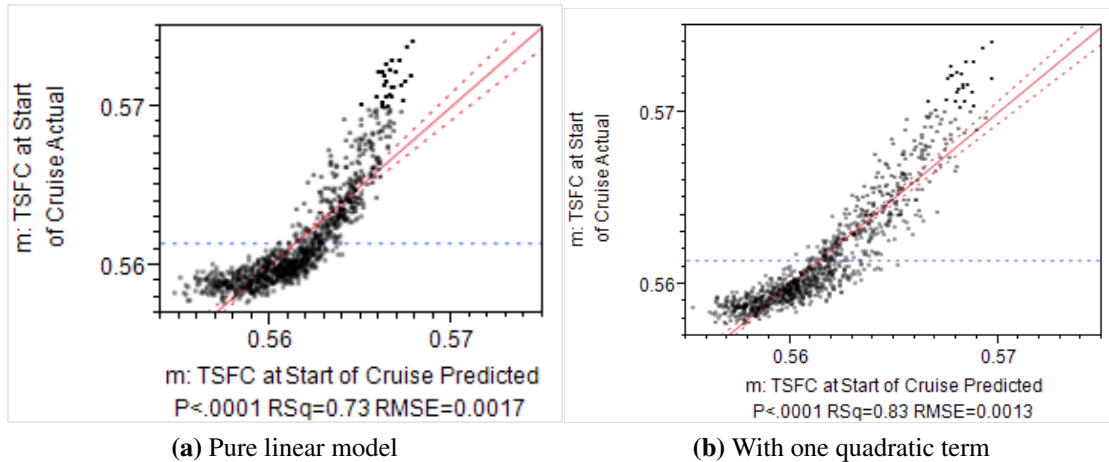 m: TSFC at Start
of Cruise Actual
0.57
0.56
0.56
0.57
m: TSFC at Start of Cruise Predicted
P<.0001 RSq=0.73 RMSE=0.0017
(a) Pure linear model
m: TSFC at Start
of Cruise Actual
0.57
0.56
0.56
0.57
m: TSFC at Start of Cruise Predicted
P<.0001 RSq=0.83 RMSE=0.0013
(b) With one quadratic term